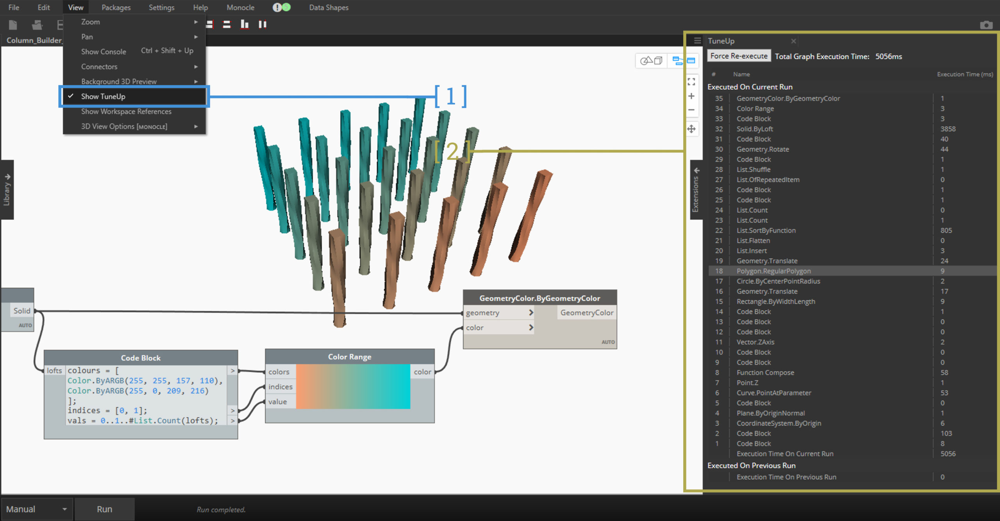 File Edit View Packages Settings Help Monocle ! 5 Data Shapes
Zoom
Pan
Show Console Ctrl + Shift + Up
Connectors
Background 3D Preview
Show TuneUp
Show Workspace References
3D View Options [MONOCLE]
Column_Builder_
[ 1 ]
[ 2 ]
Library
Extensions
Solid
AUTO
Code Block
lofts
colours = [
Color.ByARGB(255, 255, 157, 110),
Color.ByARGB(255, 0, 209, 216)
];
indices = [0, 1];
vals = 0..1..#List.Count(lofts);
>
>
>
Color Range
colors
indices
value
color
GeometryColor.ByGeometryColor
geometry > GeometryColor
color >
AUTO
TuneUp
Force Re-execute Total Graph Execution Time: 5056ms
# Name Execution Time (ms)
Executed On Current Run
35 GeometryColor.ByGeometryColor 1
34 Color Range 3
33 Code Block 3
32 Solid.ByLoft 3858
31 Code Block 40
30 Geometry.Rotate 44
29 Code Block 1
28 List.Shuffle 1
27 List.OfRepeatedItem 0
26 Code Block 1
25 Code Block 1
24 List.Count 0
23 List.Count 1
22 List.SortByFunction 805
21 List.Flatten 0
20 List.Insert 3
19 Geometry.Translate 24
18 Polygon.RegularPolygon 9
17 Circle.ByCenterPointRadius 2
16 Geometry.Translate 17
15 Rectangle.ByWidthLength 9
14 Code Block 1
13 Code Block 0
12 Code Block 0
11 Vector.ZAxis 2
10 Code Block 0
9 Code Block 0
8 Function Compose 58
7 Point.Z 1
6 Curve.PointAtParameter 53
5 Code Block 0
4 Plane.ByOriginNormal 1
3 CoordinateSystem.ByOrigin 6
2 Code Block 103
1 Code Block 8
Execution Time On Current Run 5056
Executed On Previous Run
Execution Time On Previous Run 0
Manual Run Run completed.